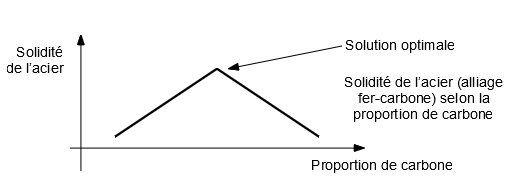 Solidité
de l'acier
Solution optimale
Solidité de l'acier (alliage
fer-carbone) selon la
proportion de carbone
Proportion de carbone